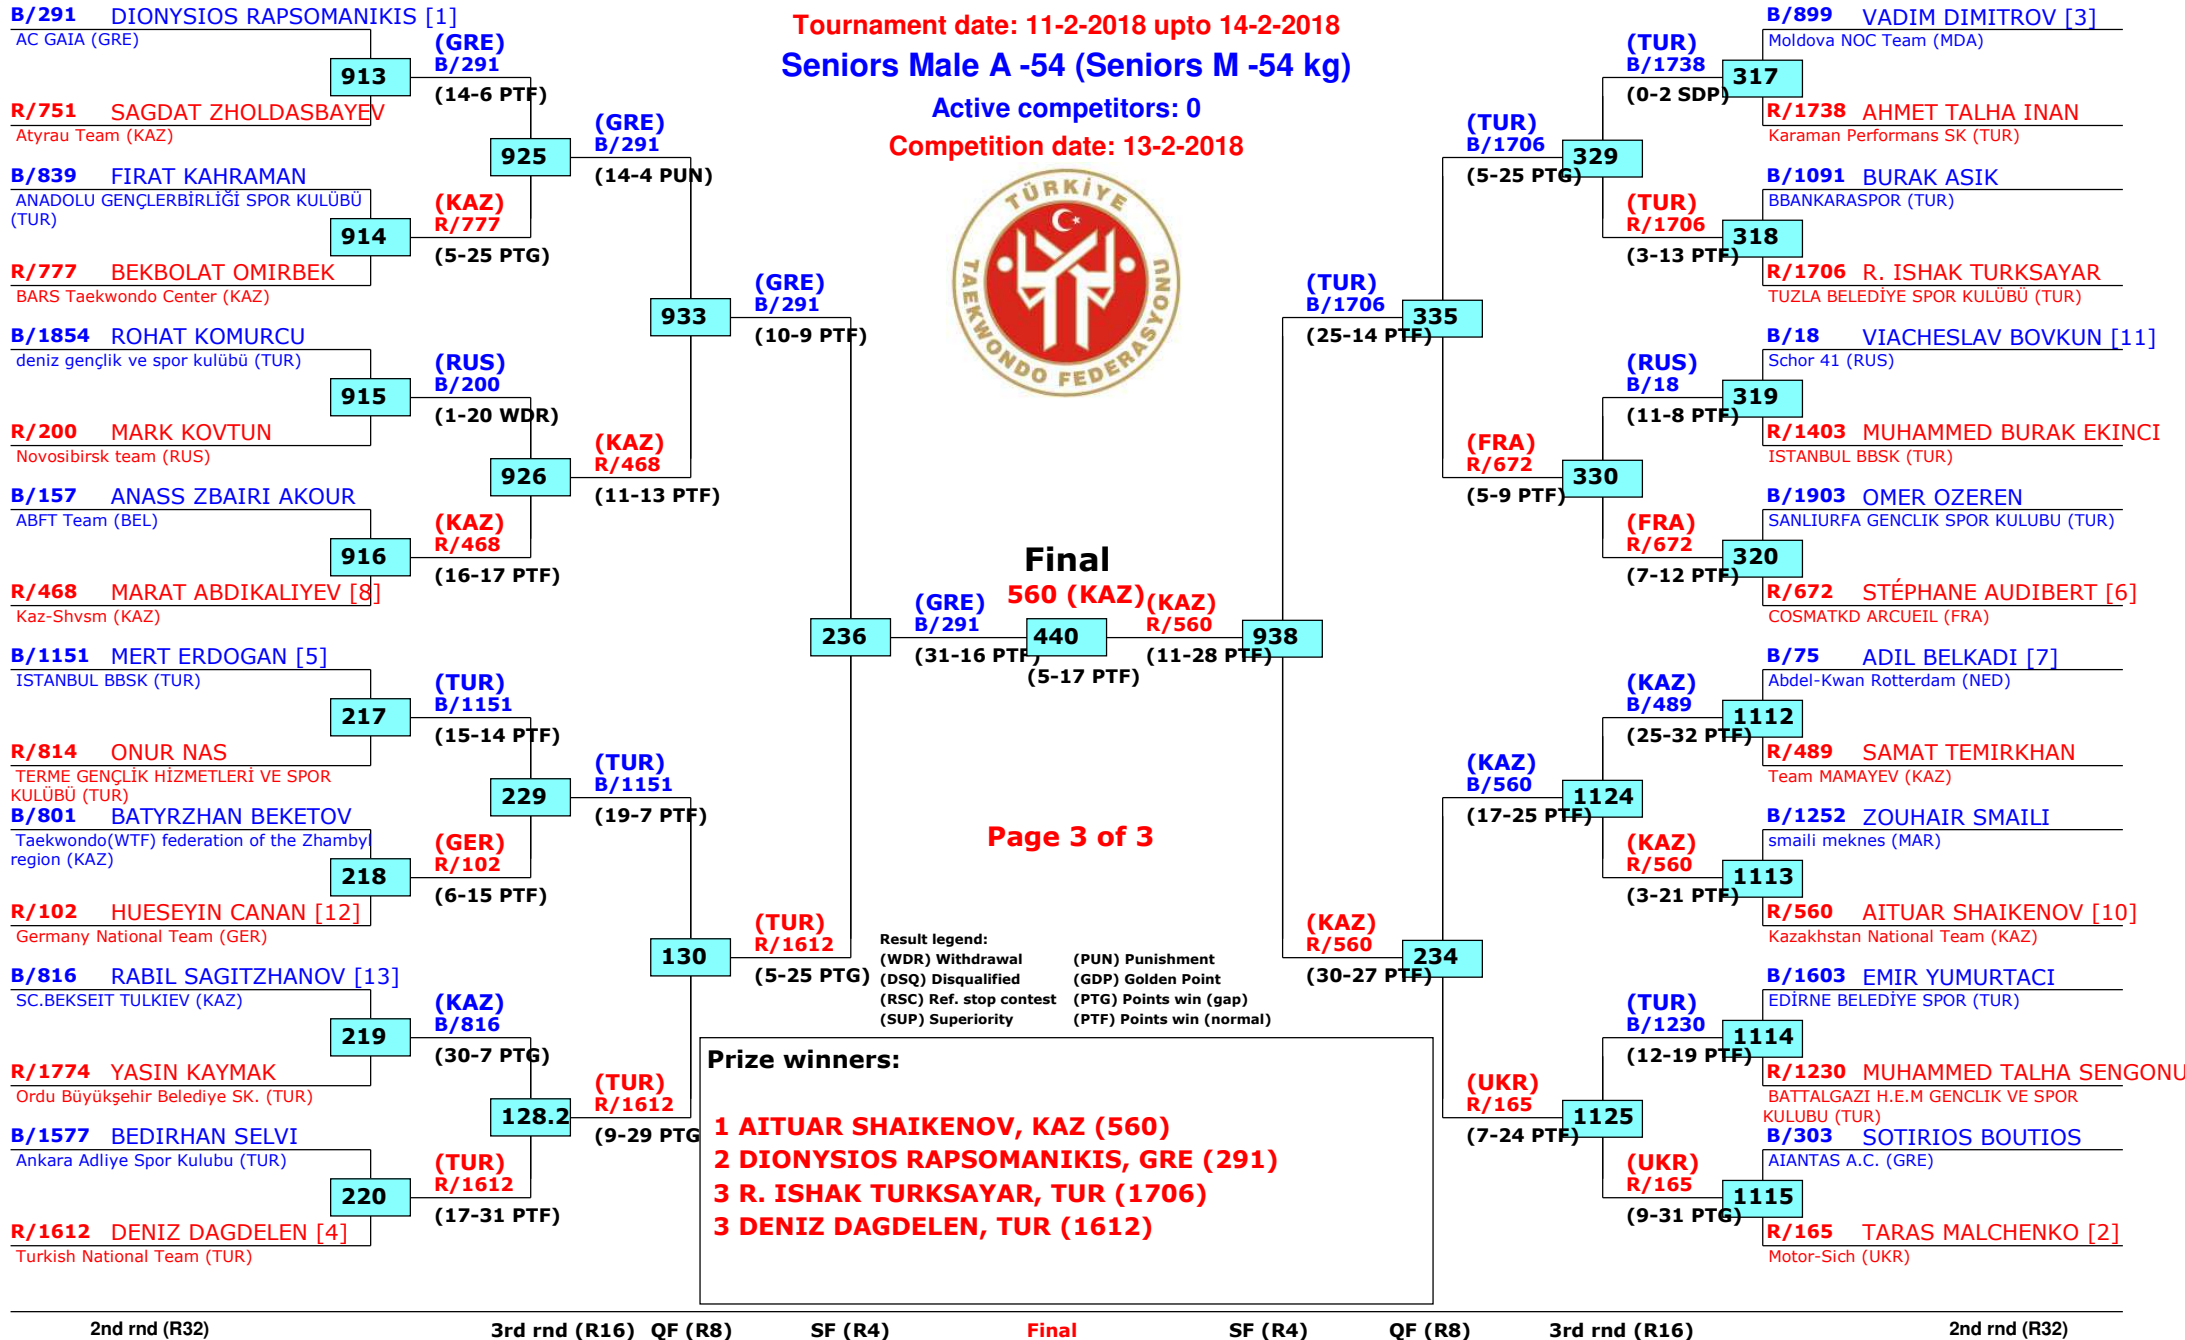 Tournament date: 11-2-2018 upto 14-2-2018
Seniors Male A -54 (Seniors M -54 kg)
Active competitors: 0
Competition date: 13-2-2018
TÜRKİYE
TAEKWONDO FEDERASYONU
B/291 DIONYSIOS RAPSOMANIKIS [1]
AC GAIA (GRE)
913
R/751 SAGDAT ZHOLDASBAYEV
Atyrau Team (KAZ)
B/839 FIRAT KAHRAMAN
ANADOLU GENÇLERBİRLİĞİ SPOR KULÜBÜ
(TUR)
914
R/777 BEKBOLAT OMIRBEK
BARS Taekwondo Center (KAZ)
B/1854 ROHAT KOMURCU
deniz gençlik ve spor kulübü (TUR)
915
R/200 MARK KOVTUN
Novosibirsk team (RUS)
B/157 ANASS ZBAIRI AKOUR
ABFT Team (BEL)
916
R/468 MARAT ABDIKALIYEV [8]
Kaz-Shvsm (KAZ)
B/1151 MERT ERDOGAN [5]
ISTANBUL BBSK (TUR)
217
R/814 ONUR NAS
TERME GENÇLİK HİZMETLERİ VE SPOR
KULÜBÜ (TUR)
B/801 BATYRZHAN BEKETOV
Taekwondo(WTF) federation of the Zhambyl
region (KAZ)
218
R/102 HUESEYIN CANAN [12]
Germany National Team (GER)
B/816 RABIL SAGITZHANOV [13]
SC.BEKSEIT TULKIEV (KAZ)
219
R/1774 YASIN KAYMAK
Ordu Büyükşehir Belediye SK. (TUR)
B/1577 BEDIRHAN SELVI
Ankara Adliye Spor Kulubu (TUR)
220
R/1612 DENIZ DAGDELEN [4]
Turkish National Team (TUR)
(GRE)
B/291
(14-6 PTF)
925
(KAZ)
R/777
(5-25 PTG)
(RUS)
B/200
(1-20 WDR)
926
(KAZ)
R/468
(16-17 PTF)
(TUR)
B/1151
(15-14 PTF)
229
(GER)
R/102
(6-15 PTF)
(KAZ)
B/816
(30-7 PTG)
128.2
(TUR)
R/1612
(17-31 PTF)
(GRE)
B/291
(14-4 PUN)
933
(KAZ)
R/468
(11-13 PTF)
(TUR)
B/1151
(19-7 PTF)
130
(TUR)
R/1612
(9-29 PTG
(GRE)
B/291
(10-9 PTF)
236
(TUR)
R/1612
(5-25 PTG)
(GRE)
B/291
(31-16 PTF)
Final
560 (KAZ)
440
(5-17 PTF)
(KAZ)
R/560
(11-28 PTF)
938
(TUR)
B/1706
(25-14 PTF)
335
(KAZ)
R/560
(30-27 PTF)
234
(TUR)
B/1706
(5-25 PTG)
329
(FRA)
R/672
(5-9 PTF)
330
(KAZ)
B/560
(17-25 PTF)
1124
(UKR)
R/165
(7-24 PTF)
1125
(TUR)
B/1738
(0-2 SDP)
317
(TUR)
R/1706
(3-13 PTF)
318
(RUS)
B/18
(11-8 PTF)
319
(FRA)
R/672
(7-12 PTF)
320
(KAZ)
B/489
(25-32 PTF)
1112
(KAZ)
R/560
(3-21 PTF)
1113
(TUR)
B/1230
(12-19 PTF)
1114
(UKR)
R/165
(9-31 PTG)
1115
B/899 VADIM DIMITROV [3]
Moldova NOC Team (MDA)
R/1738 AHMET TALHA INAN
Karaman Performans SK (TUR)
B/1091 BURAK ASIK
BBANKARASPOR (TUR)
R/1706 R. ISHAK TURKSAYAR
TUZLA BELEDİYE SPOR KULÜBÜ (TUR)
B/18 VIACHESLAV BOVKUN [11]
Schor 41 (RUS)
R/1403 MUHAMMED BURAK EKINCI
ISTANBUL BBSK (TUR)
B/1903 OMER OZEREN
SANLIURFA GENCLIK SPOR KULUBU (TUR)
R/672 STÉPHANE AUDIBERT [6]
COSMATKD ARCUEIL (FRA)
B/75 ADIL BELKADI [7]
Abdel-Kwan Rotterdam (NED)
R/489 SAMAT TEMIRKHAN
Team MAMAYEV (KAZ)
B/1252 ZOUHAIR SMAILI
smaili meknes (MAR)
R/560 AITUAR SHAIKENOV [10]
Kazakhstan National Team (KAZ)
B/1603 EMIR YUMURTACI
EDİRNE BELEDİYE SPOR (TUR)
R/1230 MUHAMMED TALHA SENGONU
BATTALGAZI H.E.M GENCLIK VE SPOR
KULUBU (TUR)
B/303 SOTIRIOS BOUTIOS
AIANTAS A.C. (GRE)
R/165 TARAS MALCHENKO [2]
Motor-Sich (UKR)
Page 3 of 3
Result legend:
(WDR) Withdrawal (PUN) Punishment
(DSQ) Disqualified (GDP) Golden Point
(RSC) Ref. stop contest (PTG) Points win (gap)
(SUP) Superiority (PTF) Points win (normal)
Prize winners:
1 AITUAR SHAIKENOV, KAZ (560)
2 DIONYSIOS RAPSOMANIKIS, GRE (291)
3 R. ISHAK TURKSAYAR, TUR (1706)
3 DENIZ DAGDELEN, TUR (1612)
2nd rnd (R32) 3rd rnd (R16) QF (R8) SF (R4) Final SF (R4) QF (R8) 3rd rnd (R16) 2nd rnd (R32)